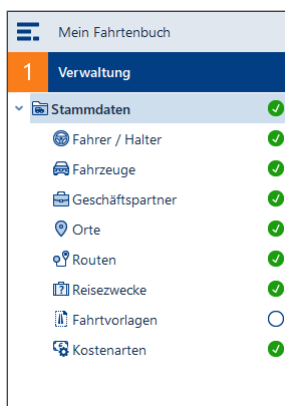 Mein Fahrtenbuch
1 Verwaltung
Stammdaten
Fahrer / Halter
Fahrzeuge
Geschäftspartner
Orte
Routen
Reisezwecke
Fahrtvorlagen
Kostenarten